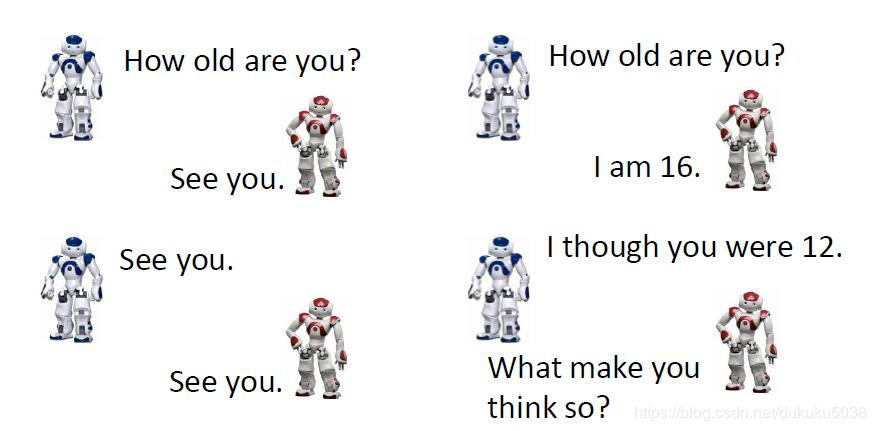 How old are you?
See you.
See you.
See you.
How old are you?
I am 16.
I though you were 12.
What make you
think so?
https://blog.csdn.net/dukuku5038